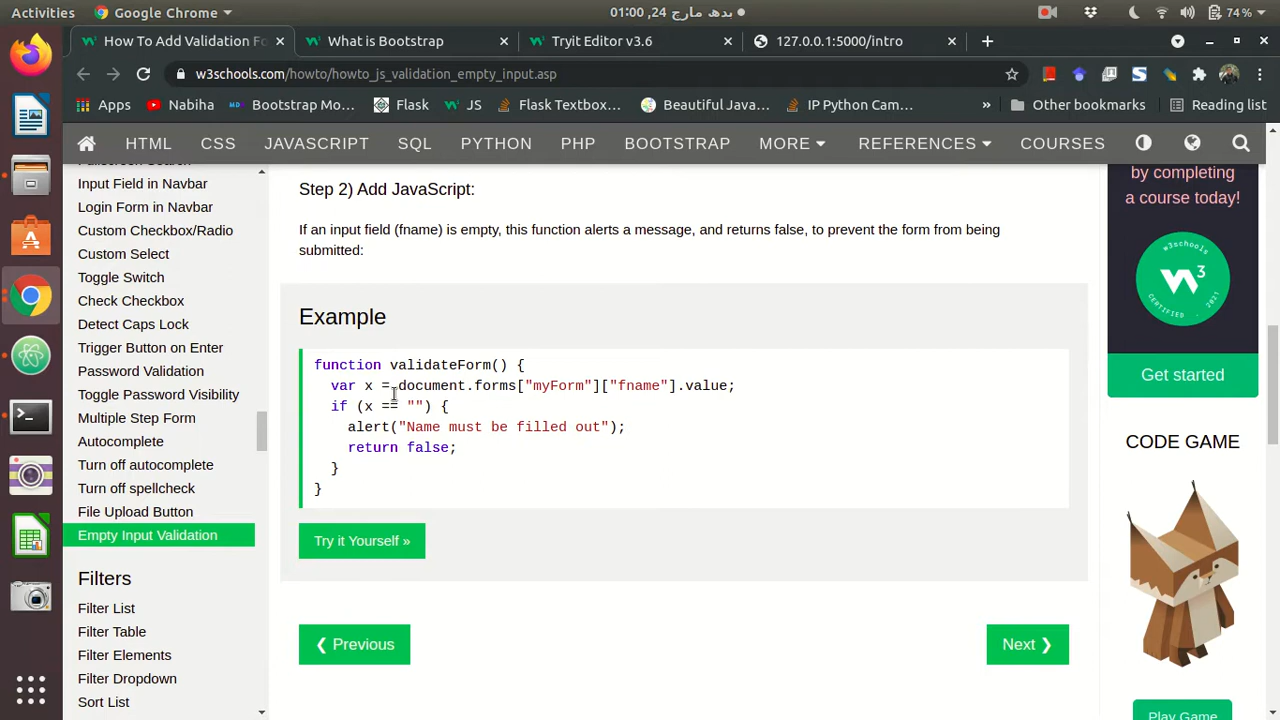 Activities
Google Chrome
بدھ مارچ 24, 01:00
74 %
How To Add Validation Fo
What is Bootstrap
Tryit Editor v3.6
127.0.0.1:5000/intro
w3schools.com/howto/howto_js_validation_empty_input.asp
Apps
Nabiha
Bootstrap Mo...
Flask
JS
Flask Textbox...
Beautiful Java...
IP Python Cam...
»
Other bookmarks
Reading list
HTML
CSS
JAVASCRIPT
SQL
PYTHON
PHP
BOOTSTRAP
MORE
REFERENCES
COURSES
Input Field in Navbar
Login Form in Navbar
Custom Checkbox/Radio
Custom Select
Toggle Switch
Check Checkbox
Detect Caps Lock
Trigger Button on Enter
Password Validation
Toggle Password Visibility
Multiple Step Form
Autocomplete
Turn off autocomplete
Turn off spellcheck
File Upload Button
Empty Input Validation
Filters
Filter List
Filter Table
Filter Elements
Filter Dropdown
Sort List
Step 2) Add JavaScript:
If an input field (fname) is empty, this function alerts a message, and returns false, to prevent the form from being
submitted:
Example
function validateForm() {
var x = document.forms["myForm"]["fname"].value;
if (x == "") {
alert("Name must be filled out");
return false;
}
}
Try it Yourself »
❮ Previous
Next ❯
by completing
a course today!
w3schools
W3
CERTIFIED . 2021
Get started
CODE GAME
Play Game